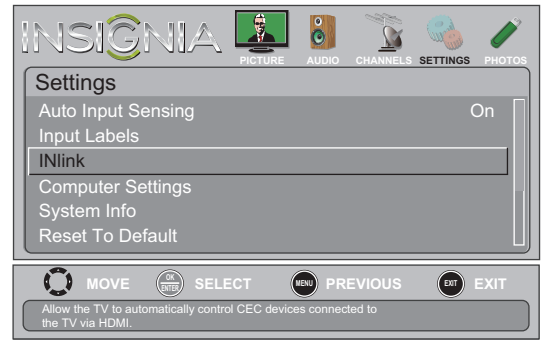 INSIGNIA
PICTURE AUDIO CHANNELS SETTINGS PHOTOS
Settings
Auto Input Sensing On
Input Labels
INlink
Computer Settings
System Info
Reset To Default
MOVE OK ENTER SELECT MENU PREVIOUS EXIT EXIT
Allow the TV to automatically control CEC devices connected to
the TV via HDMI.